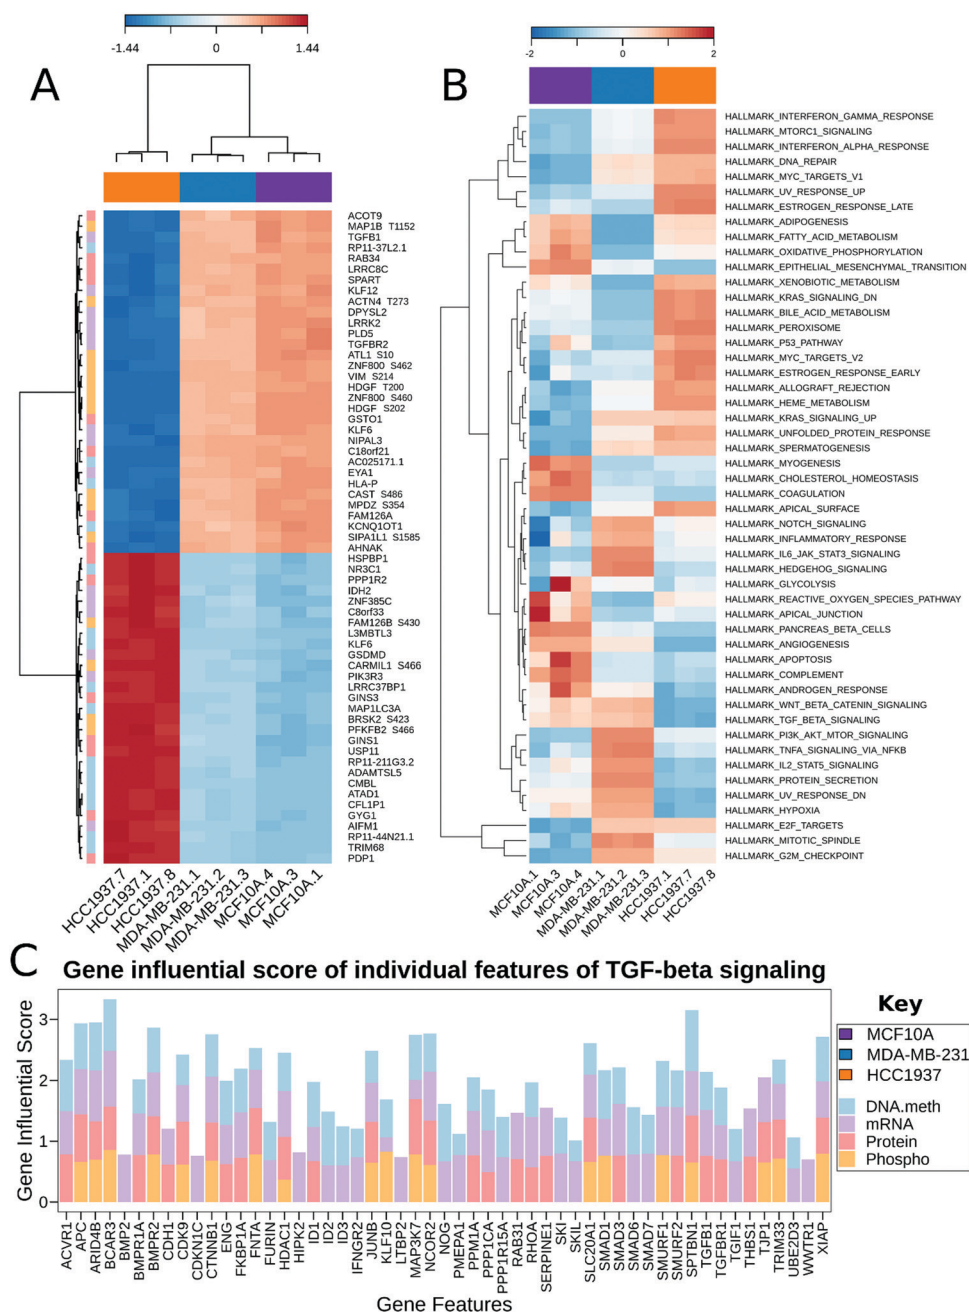 -1.44 0 1.44
A
ACOT9
MAP1B T1152
TGFB1
RP11-37L2.1
RAB34
LRRC8C
SPART
KLF12
ACTN4 T273
DPYSL2
LRRK2
PLD5
TGFBR2
ATL1 S10
ZNF800 S462
VIM S214
HDGF T200
ZNF800 S460
HDGF S202
GSTO1
KLF6
NIPAL3
C18orf21
AC025171.1
EYA1
HLA-P
CAST S486
MPDZ S354
FAM126A
KCNQ1OT1
SIPA1L1 S1585
AHNAK
HSPBP1
NR3C1
PPP1R2
IDH2
ZNF385C
C8orf33
FAM126B S430
L3MBTL3
KLF6
GSDMD
CARMIL1 S466
PIK3R3
LRRC37BP1
GINS3
MAP1LC3A
BRSK2 S423
PFKFB2 S466
GINS1
USP11
RP11-211G3.2
ADAMTSL5
CMBL
ATAD1
CFL1P1
GYG1
AIFM1
RP11-44N21.1
TRIM68
PDP1
HCC1937.7
HCC1937.1
HCC1937.8
MDA-MB-231.1
MDA-MB-231.2
MDA-MB-231.3
MCF10A.4
MCF10A.3
MCF10A.1
-2 0 2
B
HALLMARK_INTERFERON_GAMMA_RESPONSE
HALLMARK_MTORC1_SIGNALING
HALLMARK_INTERFERON_ALPHA_RESPONSE
HALLMARK_DNA_REPAIR
HALLMARK_MYC_TARGETS_V1
HALLMARK_UV_RESPONSE_UP
HALLMARK_ESTROGEN_RESPONSE_LATE
HALLMARK_ADIPOGENESIS
HALLMARK_FATTY_ACID_METABOLISM
HALLMARK_OXIDATIVE_PHOSPHORYLATION
HALLMARK_EPITHELIAL_MESENCHYMAL_TRANSITION
HALLMARK_XENOBIOTIC_METABOLISM
HALLMARK_KRAS_SIGNALING_DN
HALLMARK_BILE_ACID_METABOLISM
HALLMARK_PEROXISOME
HALLMARK_P53_PATHWAY
HALLMARK_MYC_TARGETS_V2
HALLMARK_ESTROGEN_RESPONSE_EARLY
HALLMARK_ALLOGRAFT_REJECTION
HALLMARK_HEME_METABOLISM
HALLMARK_KRAS_SIGNALING_UP
HALLMARK_UNFOLDED_PROTEIN_RESPONSE
HALLMARK_SPERMATOGENESIS
HALLMARK_MYOGENESIS
HALLMARK_CHOLESTEROL_HOMEOSTASIS
HALLMARK_COAGULATION
HALLMARK_APICAL_SURFACE
HALLMARK_NOTCH_SIGNALING
HALLMARK_INFLAMMATORY_RESPONSE
HALLMARK_IL6_JAK_STAT3_SIGNALING
HALLMARK_HEDGEHOG_SIGNALING
HALLMARK_GLYCOLYSIS
HALLMARK_REACTIVE_OXYGEN_SPECIES_PATHWAY
HALLMARK_APICAL_JUNCTION
HALLMARK_PANCREAS_BETA_CELLS
HALLMARK_ANGIOGENESIS
HALLMARK_APOPTOSIS
HALLMARK_COMPLEMENT
HALLMARK_ANDROGEN_RESPONSE
HALLMARK_WNT_BETA_CATENIN_SIGNALING
HALLMARK_TGF_BETA_SIGNALING
HALLMARK_PI3K_AKT_MTOR_SIGNALING
HALLMARK_TNFA_SIGNALING_VIA_NFKB
HALLMARK_IL2_STAT5_SIGNALING
HALLMARK_PROTEIN_SECRETION
HALLMARK_UV_RESPONSE_DN
HALLMARK_HYPOXIA
HALLMARK_E2F_TARGETS
HALLMARK_MITOTIC_SPINDLE
HALLMARK_G2M_CHECKPOINT
MCF10A.1
MCF10A.3
MCF10A.4
MDA-MB-231.1
MDA-MB-231.2
MDA-MB-231.3
HCC1937.1
HCC1937.7
HCC1937.8
C
Gene influential score of individual features of TGF-beta signaling
Gene Influential Score
3
2
1
0
ACVR1
APC
ARID4B
BCAR3
BMP2
BMPR1A
BMPR2
CDH1
CDK9
CDKN1C
CTNNB1
ENG
FKBP1A
FNTA
FURIN
HDAC1
HIPK2
ID1
ID2
ID3
IFNGR2
JUNB
KLF10
LTBP2
MAP3K7
NCOR2
NOG
PMEPA1
PPM1A
PPP1CA
PPP1R15A
RAB31
RHOA
SERPINE1
SKI
SKIL
SLC20A1
SMAD1
SMAD3
SMAD6
SMAD7
SMURF1
SMURF2
SPTBN1
TGFB1
TGFBR1
TGIF1
THBS1
TJP1
TRIM33
UBE2D3
WWTR1
XIAP
Gene Features
Key
MCF10A
MDA-MB-231
HCC1937
DNA.meth
mRNA
Protein
Phospho